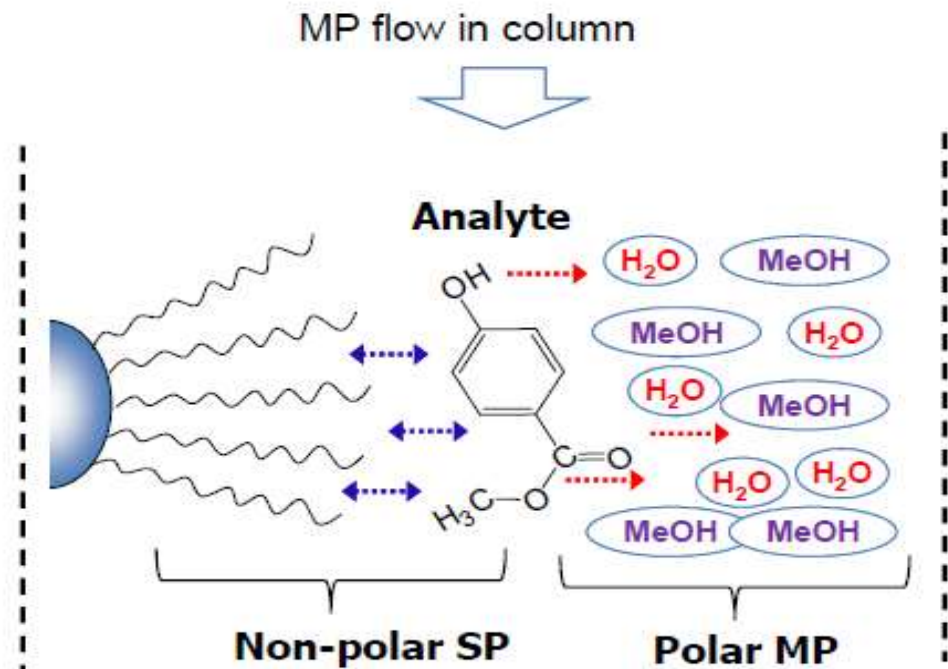 MP flow in column
Analyte
H₂O MeOH
OH
MeOH H₂O
H₂O MeOH
C=O
H₂O H₂O
H₃C O
MeOH MeOH
Non-polar SP Polar MP